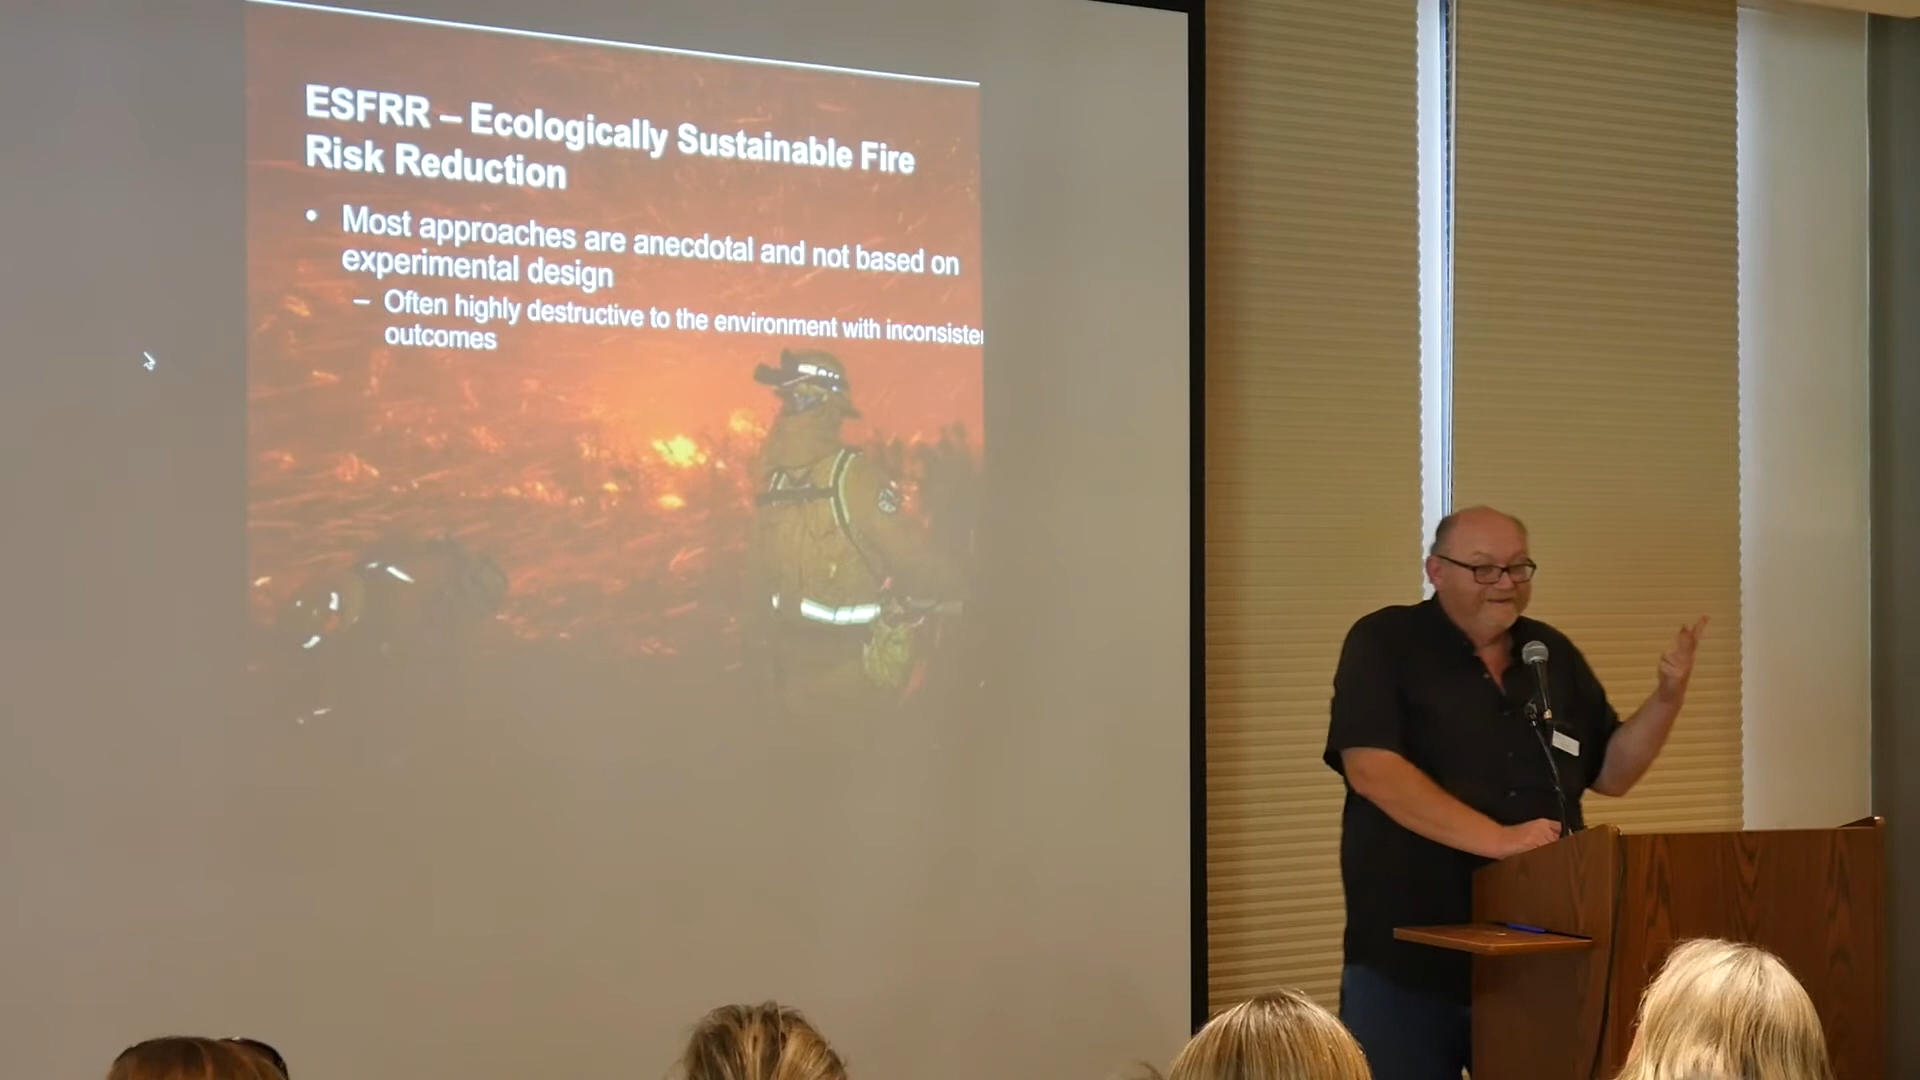 ESFRR – Ecologically Sustainable Fire
Risk Reduction
• Most approaches are anecdotal and not based on
experimental design
– Often highly destructive to the environment with inconsiste
outcomes